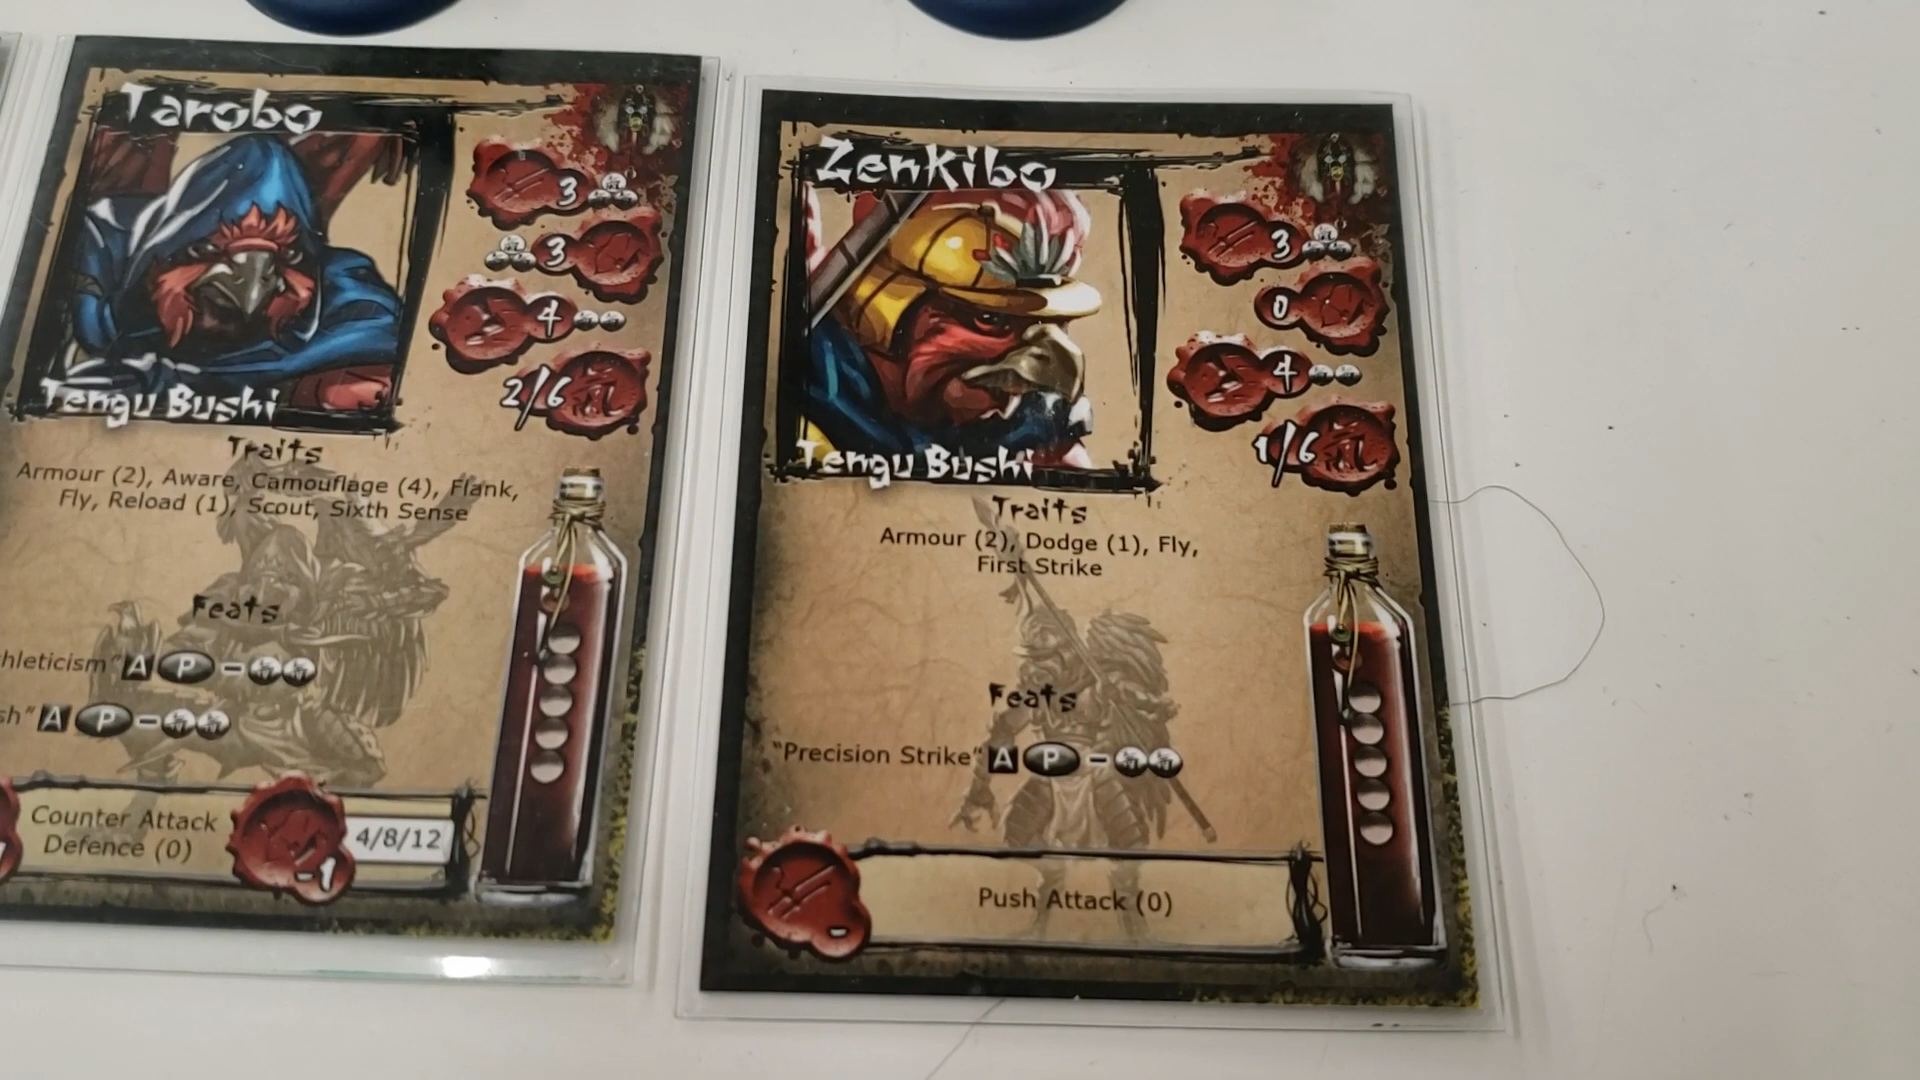 Tarobo
3
3
4
2/6
Tengu Bushi
Traits
Armour (2), Aware, Camouflage (4), Flank,
Fly, Reload (1), Scout, Sixth Sense
Feats
hleticism" A P -
sh" A P -
Counter Attack
Defence (0)
-1
4/8/12
Zenkibo
3
0
4
1/6
Tengu Bushi
Traits
Armour (2), Dodge (1), Fly,
First Strike
Feats
"Precision Strike" A P -
-
Push Attack (0)